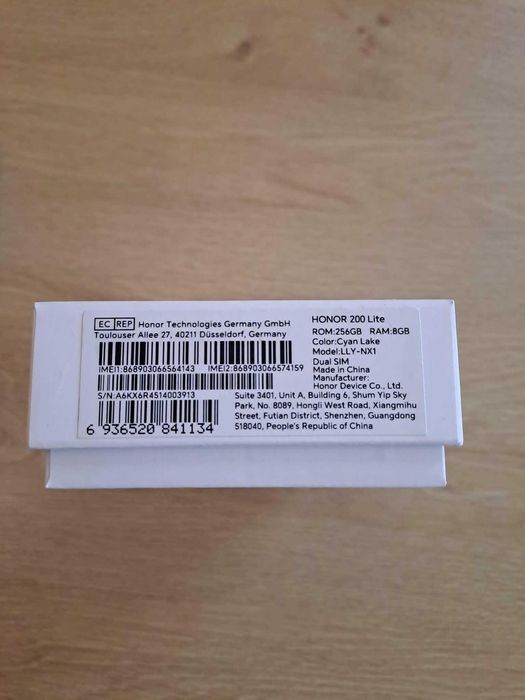 EC REP Honor Technologies Germany GmbH
Toulouser Allee 27, 40211 Düsseldorf, Germany
HONOR 200 Lite
ROM:256GB RAM:8GB
Color:Cyan Lake
Model:LLY-NX1
Dual SIM
Made in China
Manufacturer:
Honor Device Co., Ltd.
IMEI1:868903066564143 IMEI2:868903066574159
S/N:A6KX6R4514003913
Suite 3401, Unit A, Building 6, Shum Yip Sky
Park, No. 8089, Hongli West Road, Xiangmihu
Street, Futian District, Shenzhen, Guangdong
518040, People's Republic of China
6 936520 841134